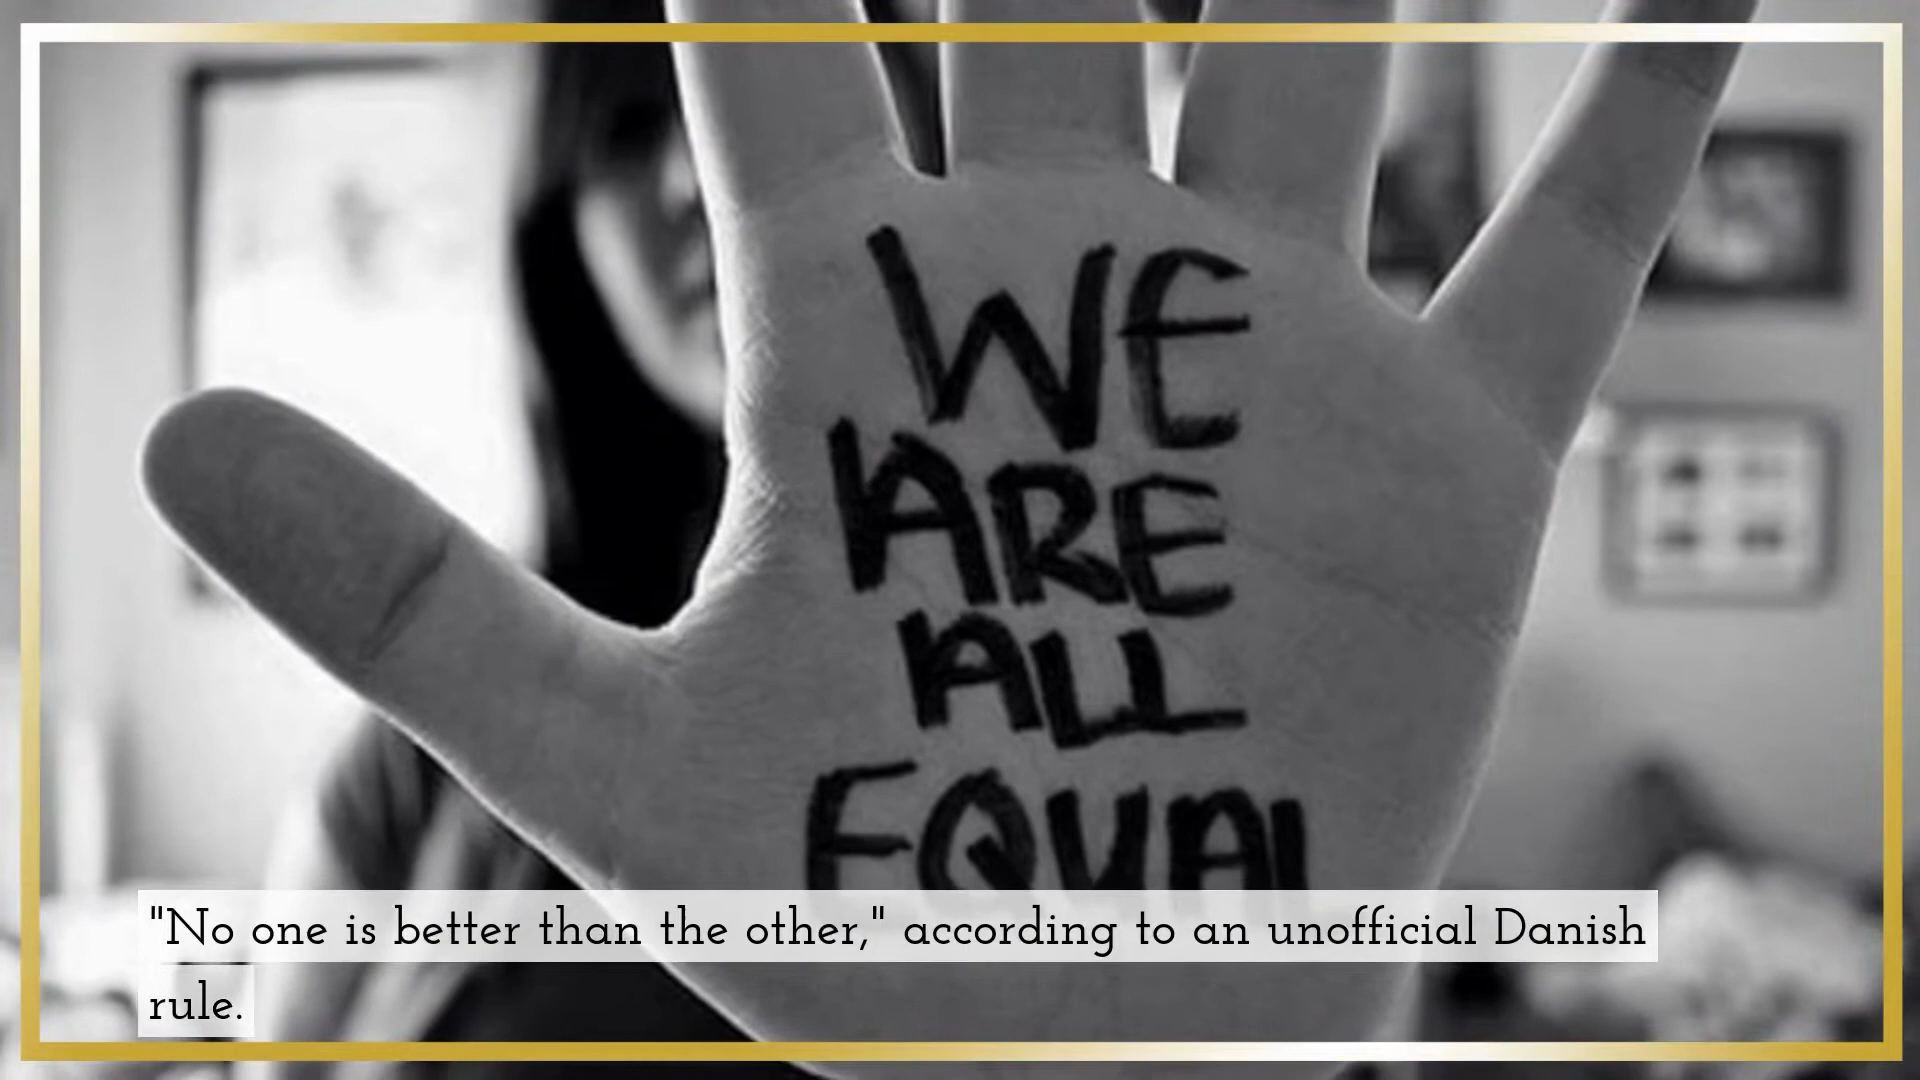 WE
ARE
ALL
EQUAL
"No one is better than the other," according to an unofficial Danish
rule.